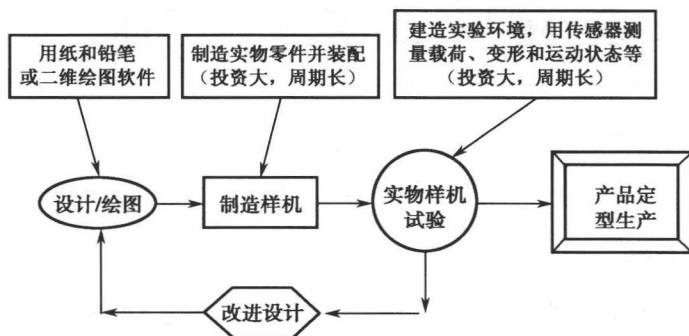 用纸和铅笔
或二维绘图软件
制造实物零件并装配
（投资大，周期长）
建造实验环境，用传感器测
量载荷、变形和运动状态等
（投资大，周期长）
设计/绘图
制造样机
实物样机
试验
产品定
型生产
改进设计